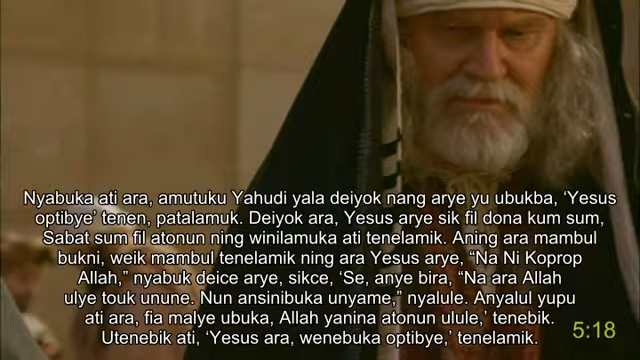 Nyabuka ati ara, amutuku Yahudi yala deiyok nang arye yu ubukba, ‘Yesus
optibye’ tenen, patalamuk. Deiyok ara, Yesus arye sik fil dona kum sum,
Sabat sum fil atonun ning winilamuka ati tenelamik. Aning ara mambul
bukni, weik mambul tenelamik ning ara Yesus arye, “Na Ni Koprop
Allah,” nyabuk deice arye, sikce, ‘Se, anye bira, “Na ara Allah
ulye touk unune. Nun ansinibuka unyame,” nyalule. Anyalul yupu
ati ara, fia malye ubuka, Allah yanina atonun ulule,’ tenebik.
Utenebik ati, ‘Yesus ara, wenebuka optibye,’ tenelamik.
5:18